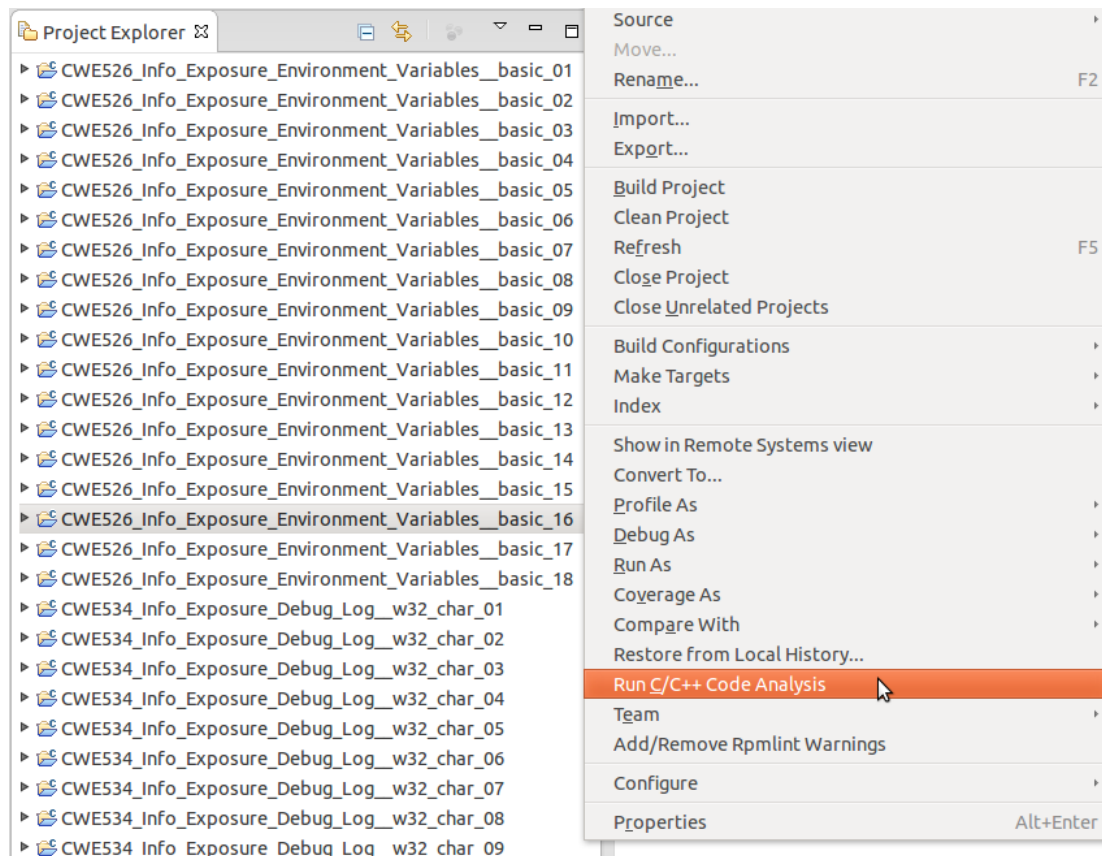 Project Explorer
CWE526_Info_Exposure_Environment_Variables__basic_01
CWE526_Info_Exposure_Environment_Variables__basic_02
CWE526_Info_Exposure_Environment_Variables__basic_03
CWE526_Info_Exposure_Environment_Variables__basic_04
CWE526_Info_Exposure_Environment_Variables__basic_05
CWE526_Info_Exposure_Environment_Variables__basic_06
CWE526_Info_Exposure_Environment_Variables__basic_07
CWE526_Info_Exposure_Environment_Variables__basic_08
CWE526_Info_Exposure_Environment_Variables__basic_09
CWE526_Info_Exposure_Environment_Variables__basic_10
CWE526_Info_Exposure_Environment_Variables__basic_11
CWE526_Info_Exposure_Environment_Variables__basic_12
CWE526_Info_Exposure_Environment_Variables__basic_13
CWE526_Info_Exposure_Environment_Variables__basic_14
CWE526_Info_Exposure_Environment_Variables__basic_15
CWE526_Info_Exposure_Environment_Variables__basic_16
CWE526_Info_Exposure_Environment_Variables__basic_17
CWE526_Info_Exposure_Environment_Variables__basic_18
CWE534_Info_Exposure_Debug_Log__w32_char_01
CWE534_Info_Exposure_Debug_Log__w32_char_02
CWE534_Info_Exposure_Debug_Log__w32_char_03
CWE534_Info_Exposure_Debug_Log__w32_char_04
CWE534_Info_Exposure_Debug_Log__w32_char_05
CWE534_Info_Exposure_Debug_Log__w32_char_06
CWE534_Info_Exposure_Debug_Log__w32_char_07
CWE534_Info_Exposure_Debug_Log__w32_char_08
CWE534_Info_Exposure_Debug_Log__w32_char_09
Source
Move...
Rename... F2
Import...
Export...
Build Project
Clean Project
Refresh F5
Close Project
Close Unrelated Projects
Build Configurations
Make Targets
Index
Show in Remote Systems view
Convert To...
Profile As
Debug As
Run As
Coverage As
Compare With
Restore from Local History...
Run C/C++ Code Analysis
Team
Add/Remove Rpmlint Warnings
Configure
Properties Alt+Enter